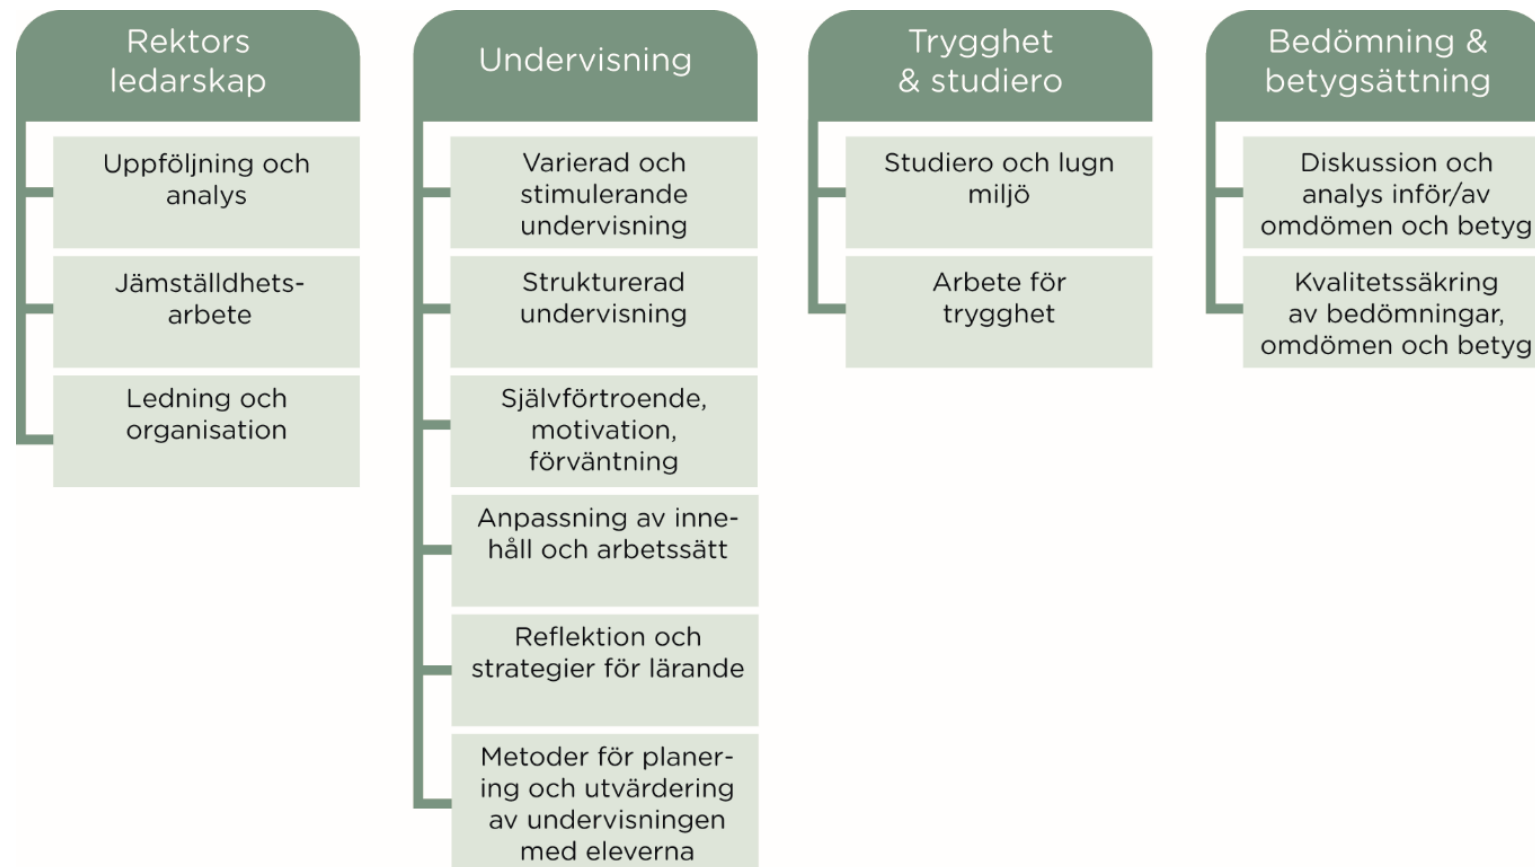 Rektors
ledarskap
Uppföljning och
analys
Jämställdhets-
arbete
Ledning och
organisation
Undervisning
Varierad och
stimulerande
undervisning
Strukturerad
undervisning
Självförtroende,
motivation,
förväntning
Anpassning av inne-
håll och arbetssätt
Reflektion och
strategier för lärande
Metoder för planer-
ing och utvärdering
av undervisningen
med eleverna
Trygghet
& studiero
Studiero och lugn
miljö
Arbete för
trygghet
Bedömning &
betygsättning
Diskussion och
analys inför/av
omdömen och betyg
Kvalitetssäkring
av bedömningar,
omdömen och betyg